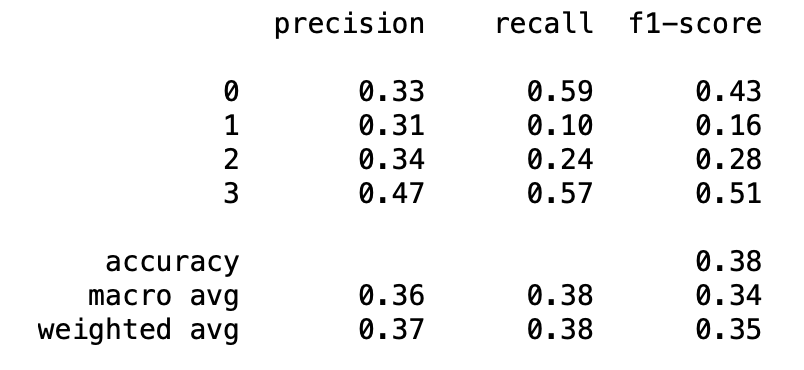 precision recall f1-score
0 0.33 0.59 0.43
1 0.31 0.10 0.16
2 0.34 0.24 0.28
3 0.47 0.57 0.51
accuracy 0.38
macro avg 0.36 0.38 0.34
weighted avg 0.37 0.38 0.35